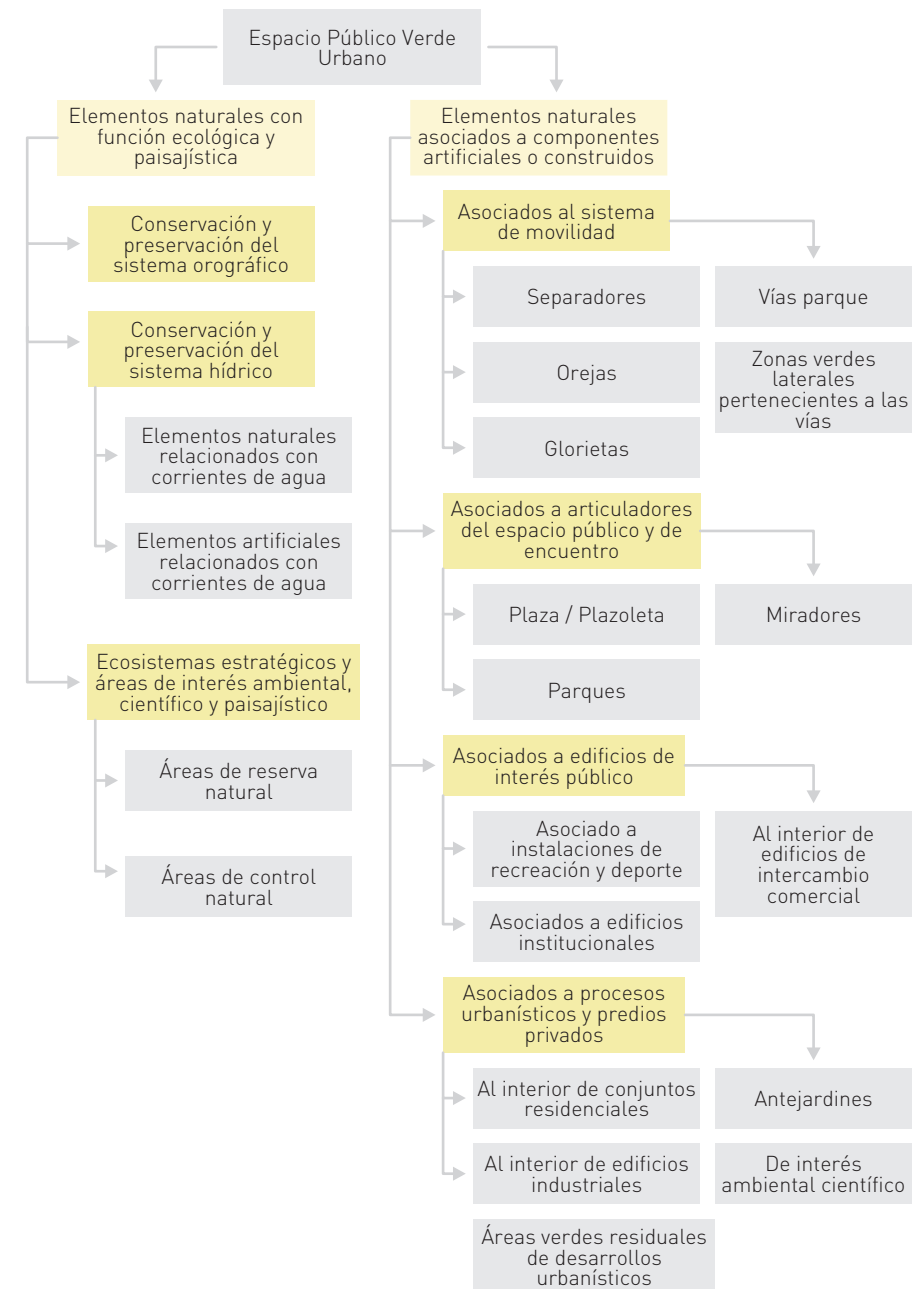 Espacio Público Verde
Urbano
Elementos naturales con
función ecológica y
paisajística
Conservación y
preservación del
sistema orográfico
Conservación y
preservación del
sistema hídrico
Elementos naturales
relacionados con
corrientes de agua
Elementos artificiales
relacionados con
corrientes de agua
Ecosistemas estratégicos y
áreas de interés ambiental,
científico y paisajístico
Áreas de reserva
natural
Áreas de control
natural
Elementos naturales
asociados a componentes
artificiales o construidos
Asociados al sistema
de movilidad
Separadores
Orejas
Glorietas
Vías parque
Zonas verdes
laterales
pertenecientes a las
vías
Asociados a articuladores
del espacio público y de
encuentro
Plaza / Plazoleta
Parques
Miradores
Asociados a edificios de
interés público
Asociado a
instalaciones de
recreación y deporte
Asociados a edificios
institucionales
Al interior de
edificios de
intercambio
comercial
Asociados a procesos
urbanísticos y predios
privados
Al interior de conjuntos
residenciales
Al interior de edificios
industriales
Áreas verdes residuales
de desarrollos
urbanísticos
Antejardines
De interés
ambiental científico